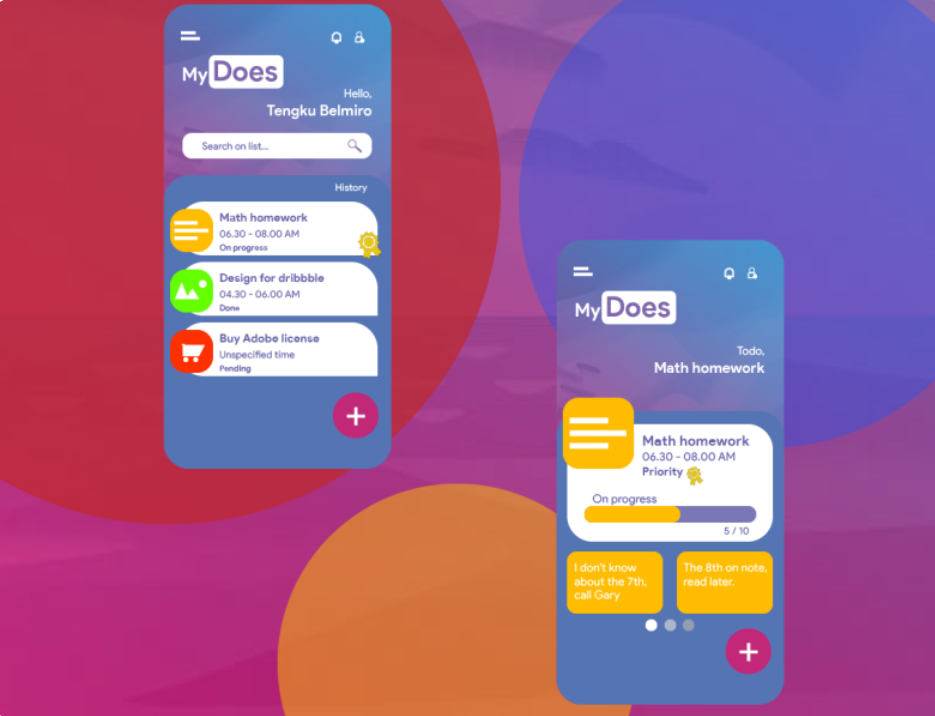 My Does
Hello,
Tengku Belmiro
Search on list...
History
Math homework
06.30 - 08.00 AM
On progress
Design for dribbble
04.30 - 06.00 AM
Done
Buy Adobe license
Unspecified time
Pending
My Does
Todo,
Math homework
Math homework
06.30 - 08.00 AM
Priority
On progress
5 / 10
I don't know
about the 7th,
call Gary
The 8th on note,
read later.